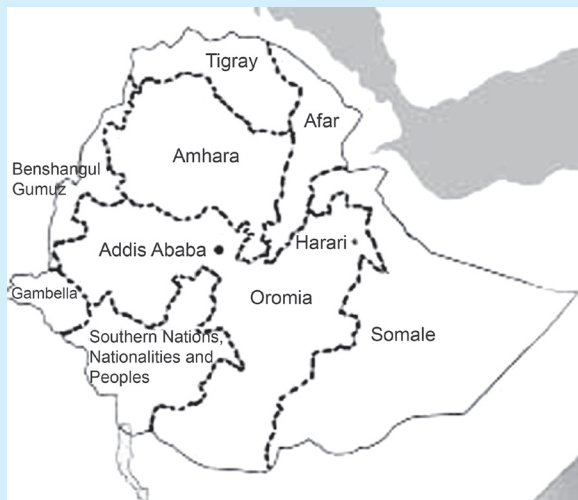 Tigray
Afar
Amhara
Benshangul
Gumuz
Addis Ababa
Harari
Gambella
Oromia
Southern Nations,
Nationalities and
Peoples
Somale